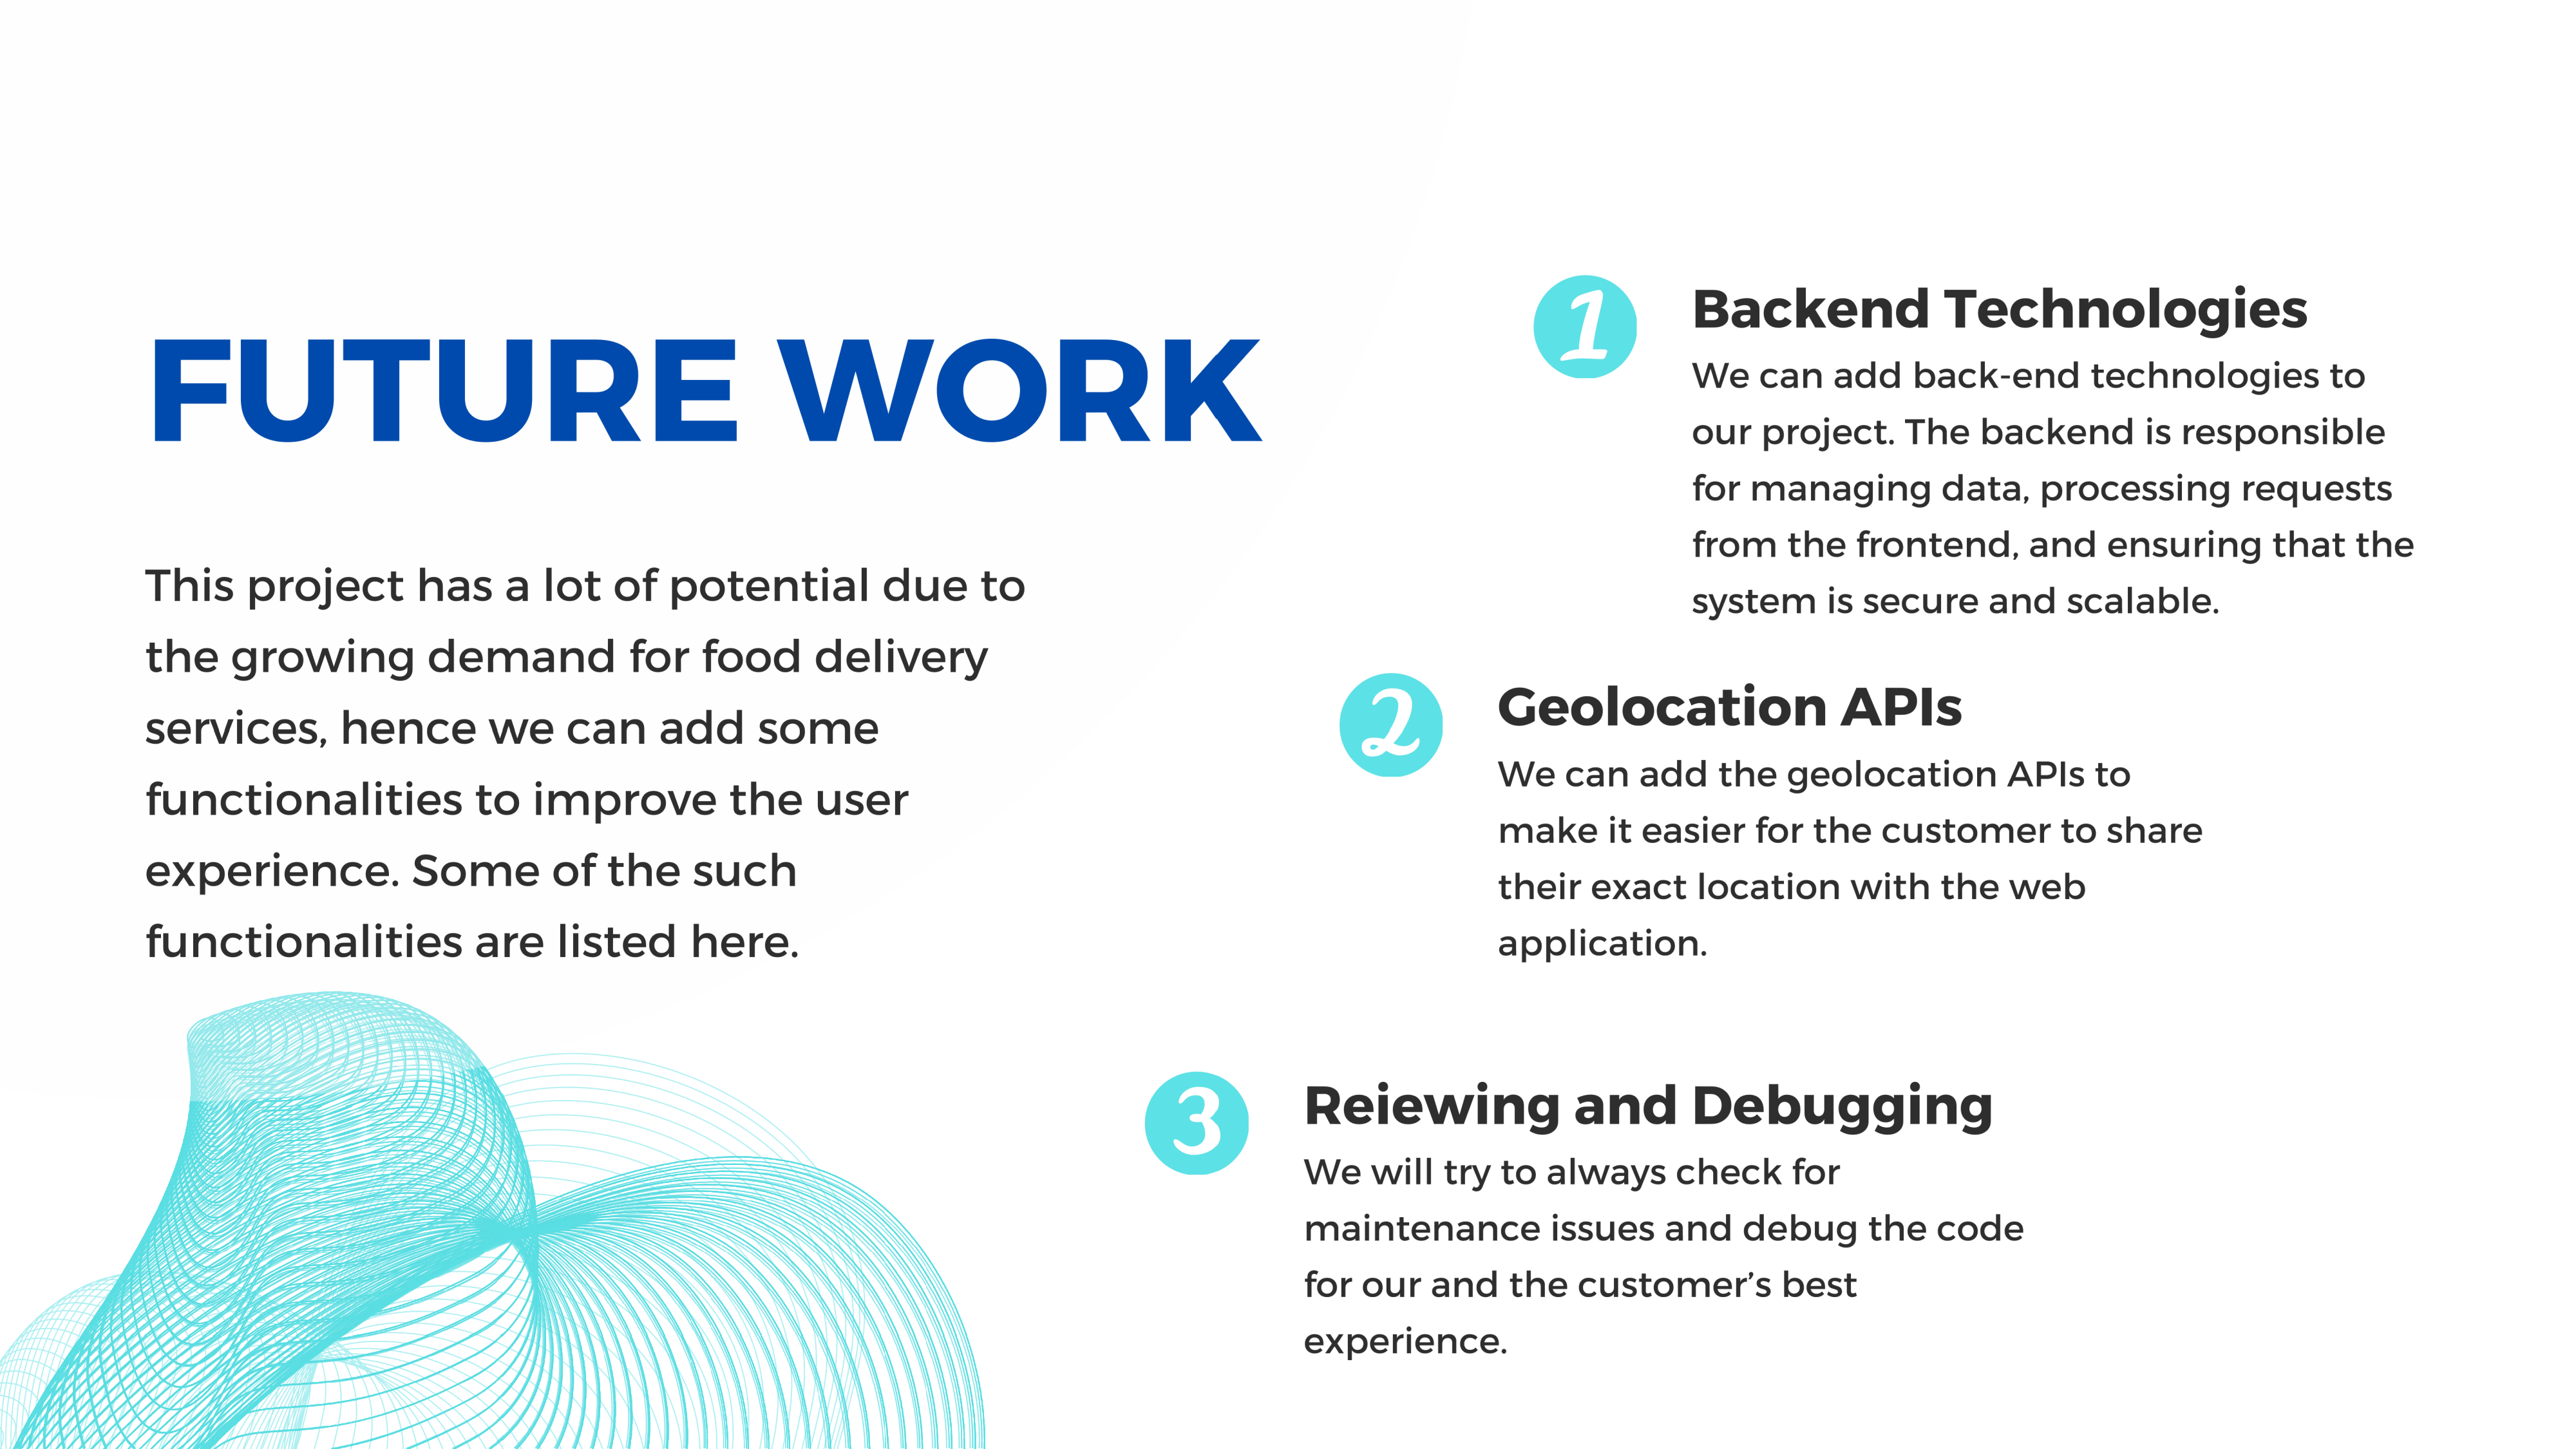 FUTURE WORK
This project has a lot of potential due to
the growing demand for food delivery
services, hence we can add some
functionalities to improve the user
experience. Some of the such
functionalities are listed here.
1
Backend Technologies
We can add back-end technologies to
our project. The backend is responsible
for managing data, processing requests
from the frontend, and ensuring that the
system is secure and scalable.
2
Geolocation APIs
We can add the geolocation APIs to
make it easier for the customer to share
their exact location with the web
application.
3
Reiewing and Debugging
We will try to always check for
maintenance issues and debug the code
for our and the customer’s best
experience.